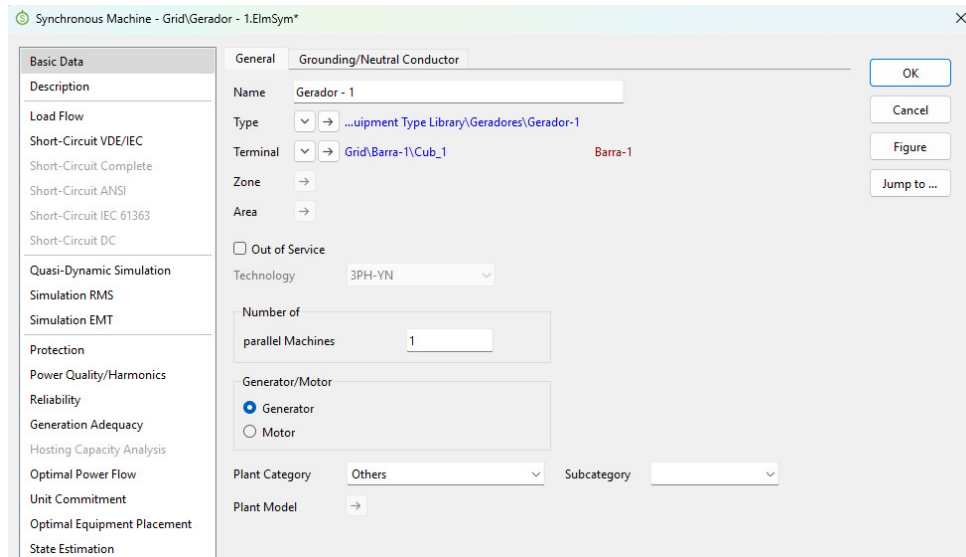 Synchronous Machine - Grid\Gerador - 1.ElmSym*
Basic Data
Description
Load Flow
Short-Circuit VDE/IEC
Short-Circuit Complete
Short-Circuit ANSI
Short-Circuit IEC 61363
Short-Circuit DC
Quasi-Dynamic Simulation
Simulation RMS
Simulation EMT
Protection
Power Quality/Harmonics
Reliability
Generation Adequacy
Hosting Capacity Analysis
Optimal Power Flow
Unit Commitment
Optimal Equipment Placement
State Estimation
General Grounding/Neutral Conductor
Name Gerador - 1
Type ...uipment Type Library\Geradores\Gerador-1
Terminal Grid\Barra-1\Cub_1 Barra-1
Zone
Area
Out of Service
Technology 3PH-YN
Number of
parallel Machines 1
Generator/Motor
Generator
Motor
Plant Category Others Subcategory
Plant Model
OK
Cancel
Figure
Jump to ...